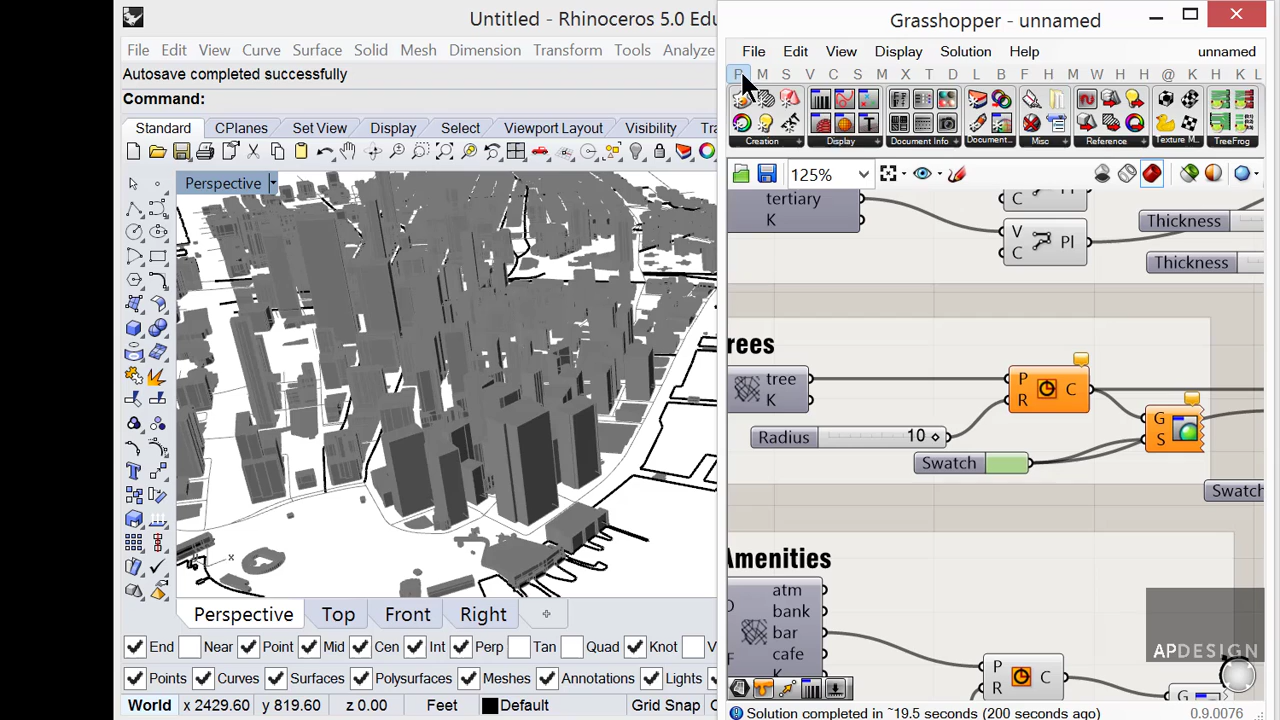 Untitled - Rhinoceros 5.0 Edu
File Edit View Curve Surface Solid Mesh Dimension Transform Tools Analyze
Autosave completed successfully
Command:
Standard CPlanes Set View Display Select Viewport Layout Visibility
Perspective
x
Perspective Top Front Right
End Near Point Mid Cen Int Perp Tan Quad Knot V
Points Curves Surfaces Polysurfaces Meshes Annotations Lights
World x 2429.60 y 819.60 z 0.00 Feet Default Grid Snap
Grasshopper - unnamed
File Edit View Display Solution Help unnamed
P M S V C S M X T D L B F H M W H H @ K H K L
Creation Display Document Info Document... Misc Reference Texture M... TreeFrog
125%
tertiary
K
C
V
C
Pl
Thickness
Thickness
rees
tree
K
P
R
C
Radius 10
Swatch
G
S
Swatch
Amenities
atm
bank
bar
cafe
K
P
R
C
G
APDESIGN
Solution completed in ~19.5 seconds (200 seconds ago) 0.9.0076